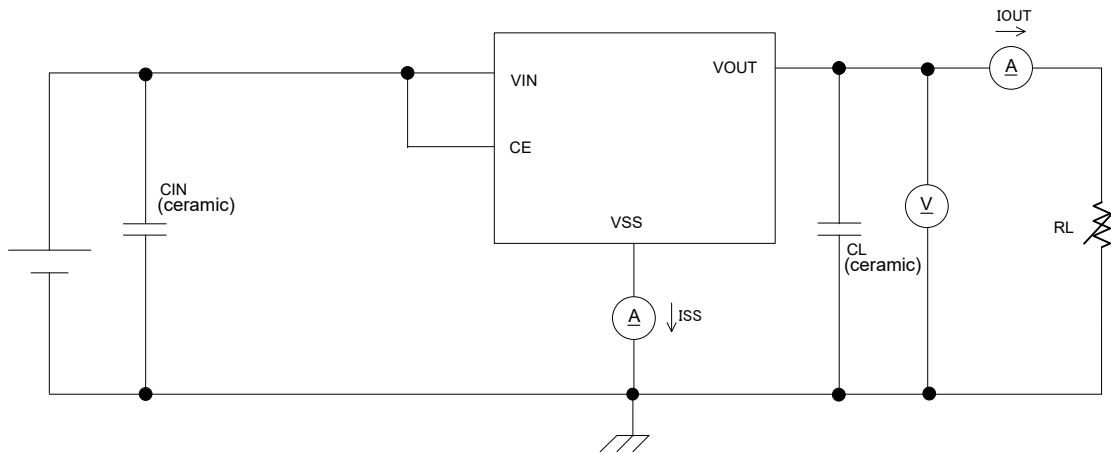 IOUT
A
VIN
VOUT
CE
CIN
(ceramic)
VSS
V
RL
CL
(ceramic)
A
ISS